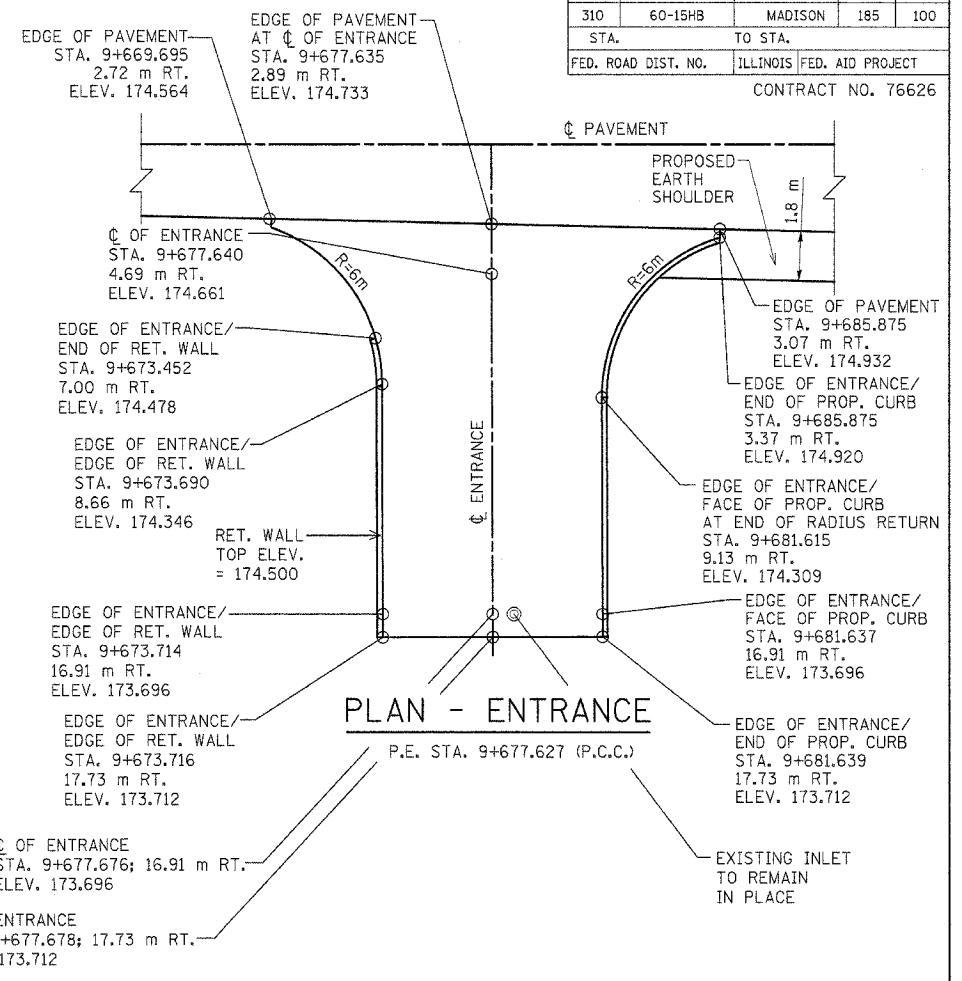 310 60-15HB MADISON 185 100
STA. TO STA.
FED. ROAD DIST. NO. ILLINOIS FED. AID PROJECT
CONTRACT NO. 76626
EDGE OF PAVEMENT
STA. 9+669.695
2.72 m RT.
ELEV. 174.564
EDGE OF PAVEMENT
AT ℄ OF ENTRANCE
STA. 9+677.635
2.89 m RT.
ELEV. 174.733
℄ PAVEMENT
PROPOSED
EARTH
SHOULDER
1.8 m
℄ OF ENTRANCE
STA. 9+677.640
4.69 m RT.
ELEV. 174.661
R=6m
R=6m
EDGE OF PAVEMENT
STA. 9+685.875
3.07 m RT.
ELEV. 174.932
EDGE OF ENTRANCE/
END OF RET. WALL
STA. 9+673.452
7.00 m RT.
ELEV. 174.478
EDGE OF ENTRANCE/
END OF PROP. CURB
STA. 9+685.875
3.37 m RT.
ELEV. 174.920
EDGE OF ENTRANCE/
EDGE OF RET. WALL
STA. 9+673.690
8.66 m RT.
ELEV. 174.346
℄ ENTRANCE
EDGE OF ENTRANCE/
FACE OF PROP. CURB
AT END OF RADIUS RETURN
STA. 9+681.615
9.13 m RT.
ELEV. 174.309
RET. WALL
TOP ELEV.
= 174.500
EDGE OF ENTRANCE/
EDGE OF RET. WALL
STA. 9+673.714
16.91 m RT.
ELEV. 173.696
EDGE OF ENTRANCE/
FACE OF PROP. CURB
STA. 9+681.637
16.91 m RT.
ELEV. 173.696
EDGE OF ENTRANCE/
EDGE OF RET. WALL
STA. 9+673.716
17.73 m RT.
ELEV. 173.712
PLAN - ENTRANCE
P.E. STA. 9+677.627 (P.C.C.)
EDGE OF ENTRANCE/
END OF PROP. CURB
STA. 9+681.639
17.73 m RT.
ELEV. 173.712
℄ OF ENTRANCE
STA. 9+677.676; 16.91 m RT.
ELEV. 173.696
EXISTING INLET
TO REMAIN
IN PLACE
ENTRANCE
+677.678; 17.73 m RT.
173.712